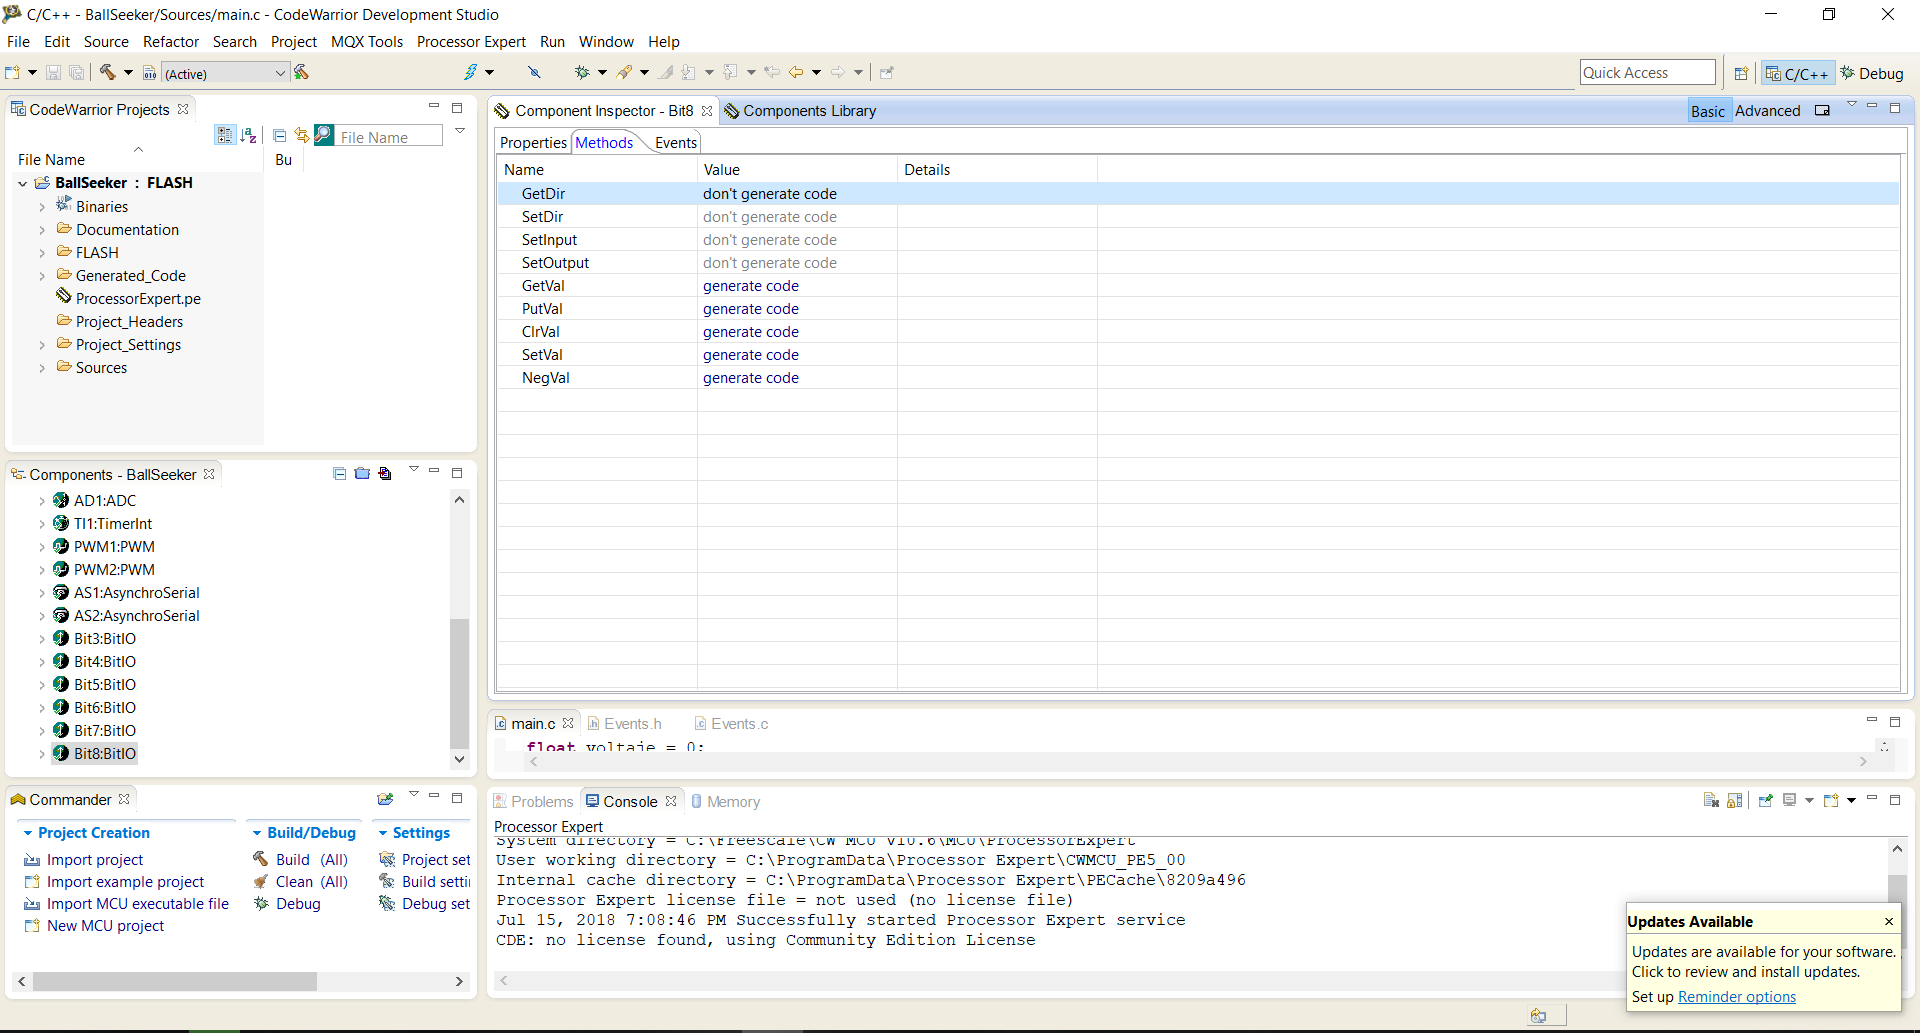 C/C++ - BallSeeker/Sources/main.c - CodeWarrior Development Studio
File Edit Source Refactor Search Project MQX Tools Processor Expert Run Window Help
(Active)
Quick Access
C/C++
Debug
CodeWarrior Projects
File Name
File Name Bu
BallSeeker : FLASH
Binaries
Documentation
FLASH
Generated_Code
ProcessorExpert.pe
Project_Headers
Project_Settings
Sources
Components - BallSeeker
AD1:ADC
TI1:TimerInt
PWM1:PWM
PWM2:PWM
AS1:AsynchroSerial
AS2:AsynchroSerial
Bit3:BitIO
Bit4:BitIO
Bit5:BitIO
Bit6:BitIO
Bit7:BitIO
Bit8:BitIO
Commander
Project Creation
Import project
Import example project
Import MCU executable file
New MCU project
Build/Debug
Build (All)
Clean (All)
Debug
Settings
Project set
Build setti
Debug set
Component Inspector - Bit8
Components Library
Basic Advanced
Properties Methods Events
Name Value Details
GetDir don't generate code
SetDir don't generate code
SetInput don't generate code
SetOutput don't generate code
GetVal generate code
PutVal generate code
ClrVal generate code
SetVal generate code
NegVal generate code
main.c Events.h Events.c
float voltaje = 0;
Problems Console Memory
Processor Expert
System directory = C:\Freescale\CW MCU v10.6\MCU\ProcessorExpert
User working directory = C:\ProgramData\Processor Expert\CWMCU_PE5_00
Internal cache directory = C:\ProgramData\Processor Expert\PECache\8209a496
Processor Expert license file = not used (no license file)
Jul 15, 2018 7:08:46 PM Successfully started Processor Expert service
CDE: no license found, using Community Edition License
Updates Available
Updates are available for your software.
Click to review and install updates.
Set up Reminder options